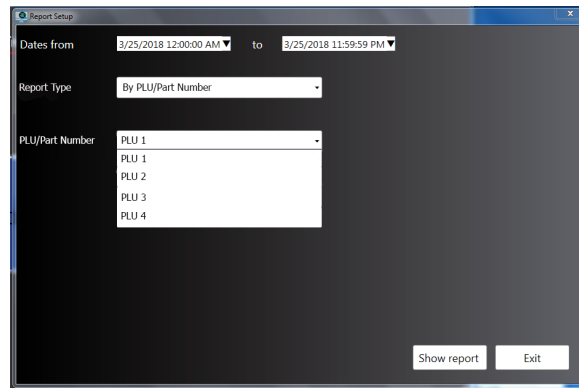 Report Setup
x
Dates from 3/25/2018 12:00:00 AM▼ to 3/25/2018 11:59:59 PM▼
Report Type By PLU/Part Number
PLU/Part Number PLU 1
PLU 1
PLU 2
PLU 3
PLU 4
Show report Exit